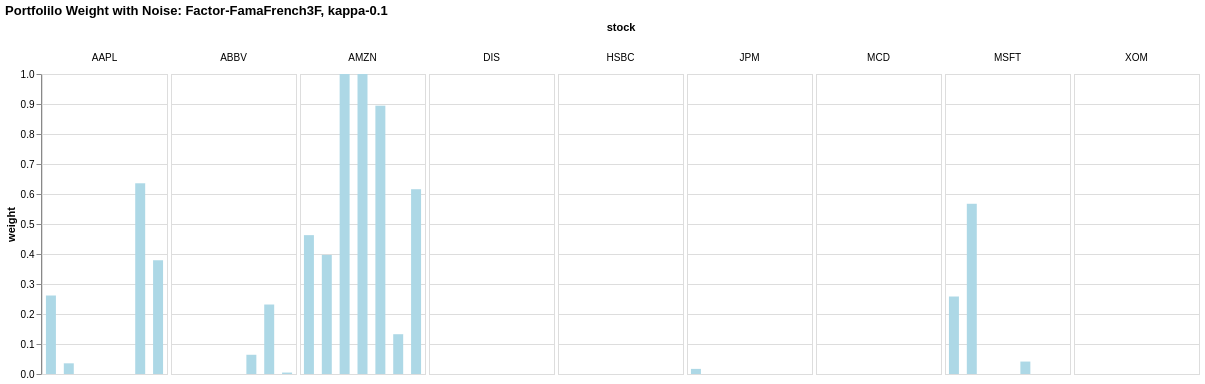 Portfolilo Weight with Noise: Factor-FamaFrench3F, kappa-0.1
stock
AAPL ABBV AMZN DIS HSBC JPM MCD MSFT XOM
1.0
0.9
0.8
0.7
0.6
0.5
0.4
0.3
0.2
0.1
0.0
weight